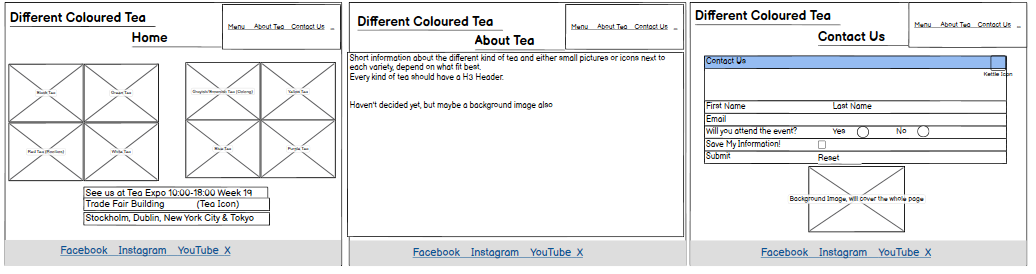 Different Coloured Tea
Menu About Tea Contact Us
Home
Black Tea Green Tea
Red Tea (Rooibos) White Tea
Grayish/Brownish Tea (Oolong) Yellow Tea
Blue Tea Purple Tea
See us at Tea Expo 10:00-18:00 Week 19
Trade Fair Building (Tea Icon)
Stockholm, Dublin, New York City & Tokyo
Facebook Instagram YouTube X
Different Coloured Tea
Menu About Tea Contact Us
About Tea
Short information about the different kind of tea and either small pictures or icons next to
each variety, depend on what fit best.
Every kind of tea should have a H3 Header.
Haven't decided yet, but maybe a background image also
Facebook Instagram YouTube X
Different Coloured Tea
Menu About Tea Contact Us
Contact Us
Contact Us
Kettle Icon
First Name Last Name
Email
Will you attend the event? Yes No
Save My Information!
Submit Reset
Background Image, will cover the whole page
Facebook Instagram YouTube X